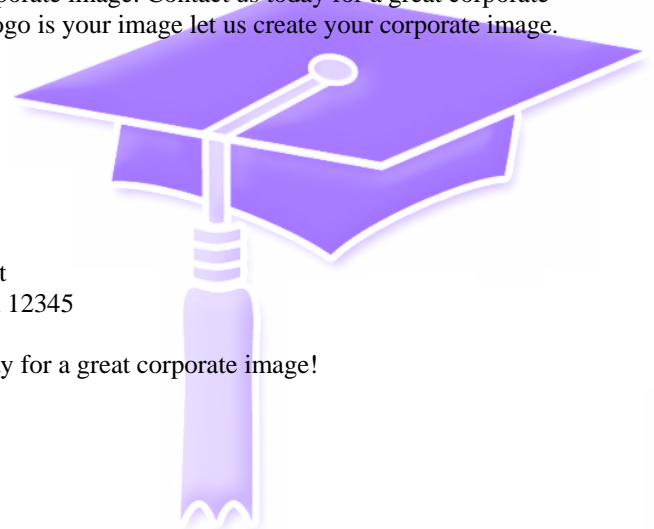 image. Contact us today for a great corporate
ogo is your image let us create your corporate image.
t
12345
y for a great corporate image!